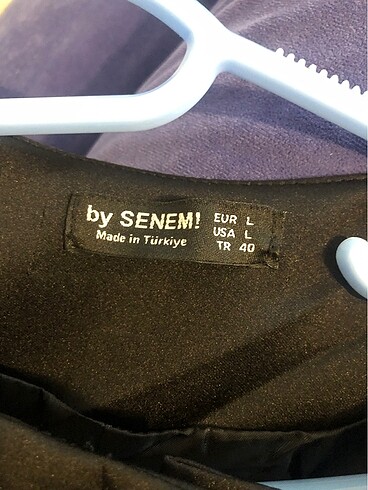 by SENEM!
Made in Türkiye
EUR L
USA L
TR 40